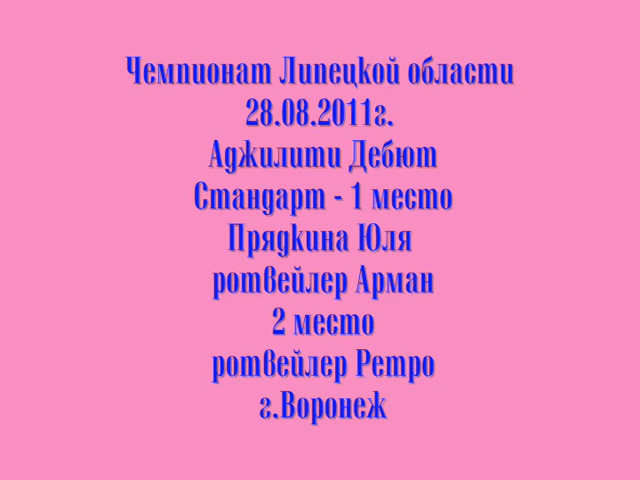 Чемпионат Липецкой области
28.08.2011г.
Аджилити Дебют
Стандарт - 1 место
Прядкина Юля
ротвейлер Арман
2 место
ротвейлер Ретро
г.Воронеж